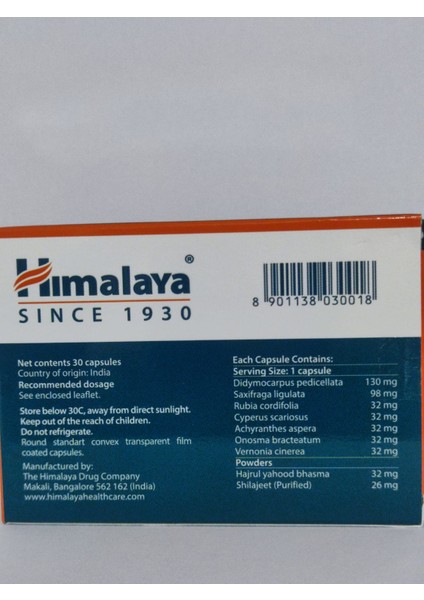 Himalaya®
SINCE 1930
8 901138 030018
Net contents 30 capsules
Country of origin: India
Recommended dosage
See enclosed leaflet.
Store below 30C, away from direct sunlight.
Keep out of the reach of children.
Do not refrigerate.
Round standart convex transparent film
coated capsules.
Manufactured by:
The Himalaya Drug Company
Makali, Bangalore 562 162 (India)
www.himalayahealthcare.com
Each Capsule Contains:
Serving Size: 1 capsule
Didymocarpus pedicellata 130 mg
Saxifraga ligulata 98 mg
Rubia cordifolia 32 mg
Cyperus scariosus 32 mg
Achyranthes aspera 32 mg
Onosma bracteatum 32 mg
Vernonia cinerea 32 mg
Powders
Hajrul yahood bhasma 32 mg
Shilajeet (Purified) 26 mg